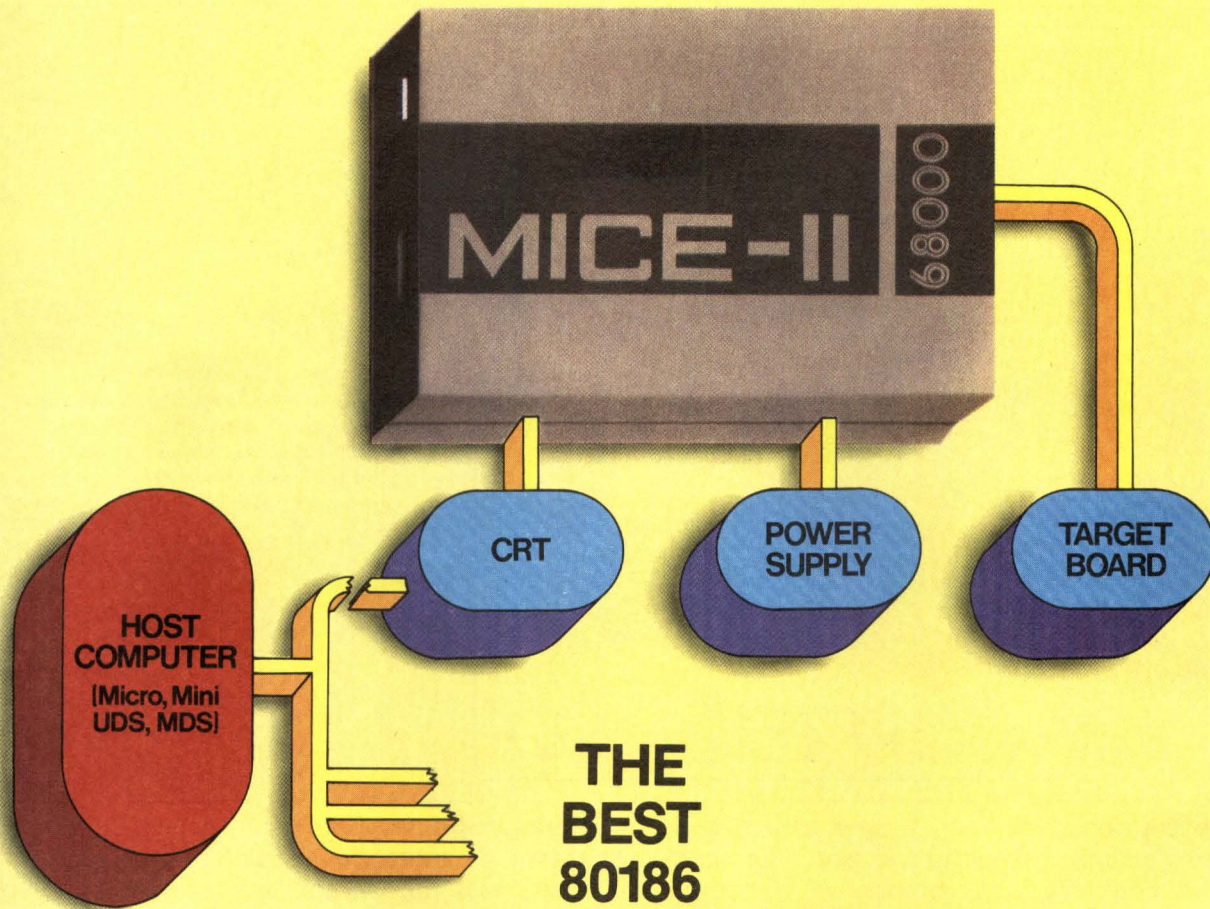 MICE-II
68000
CRT
POWER
SUPPLY
TARGET
BOARD
HOST
COMPUTER
[Micro, Mini
UDS, MDS]
THE
BEST
80186